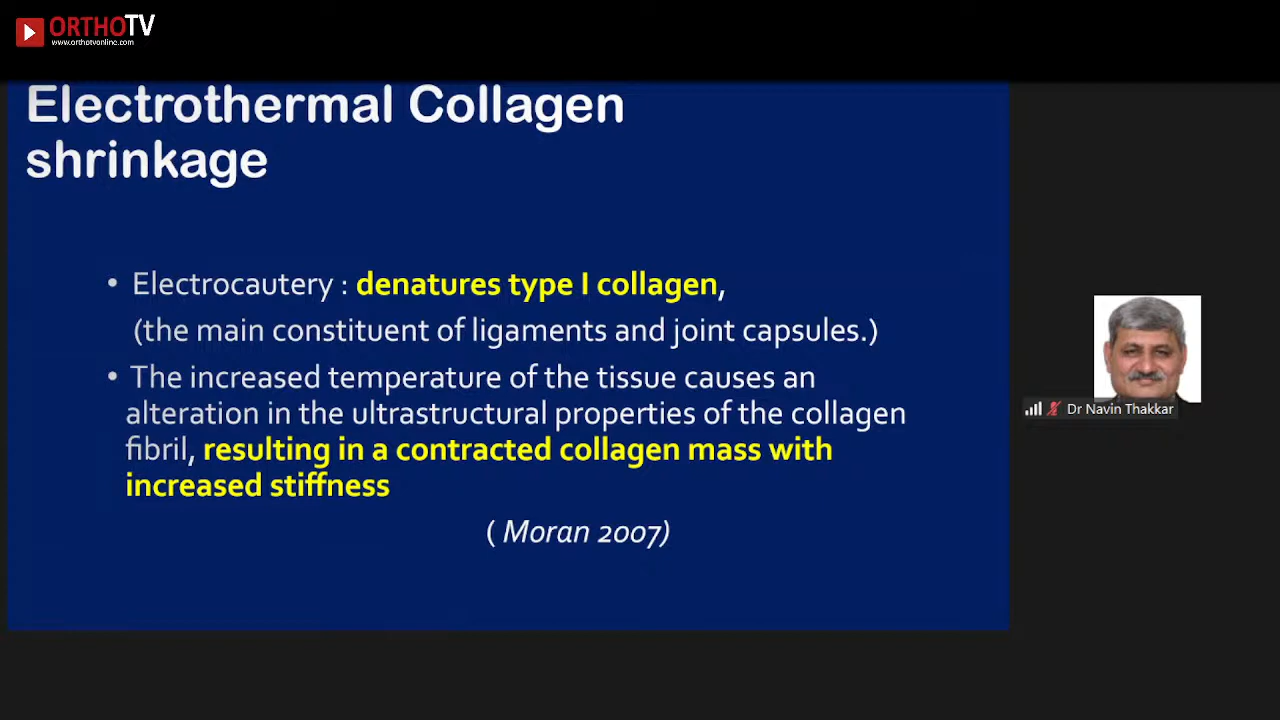 ORTHOTV
www.orthotvonline.com
Electrothermal Collagen
shrinkage
• Electrocautery : denatures type I collagen,
(the main constituent of ligaments and joint capsules.)
• The increased temperature of the tissue causes an
alteration in the ultrastructural properties of the collagen
fibril, resulting in a contracted collagen mass with
increased stiffness
( Moran 2007)
Dr Navin Thakkar